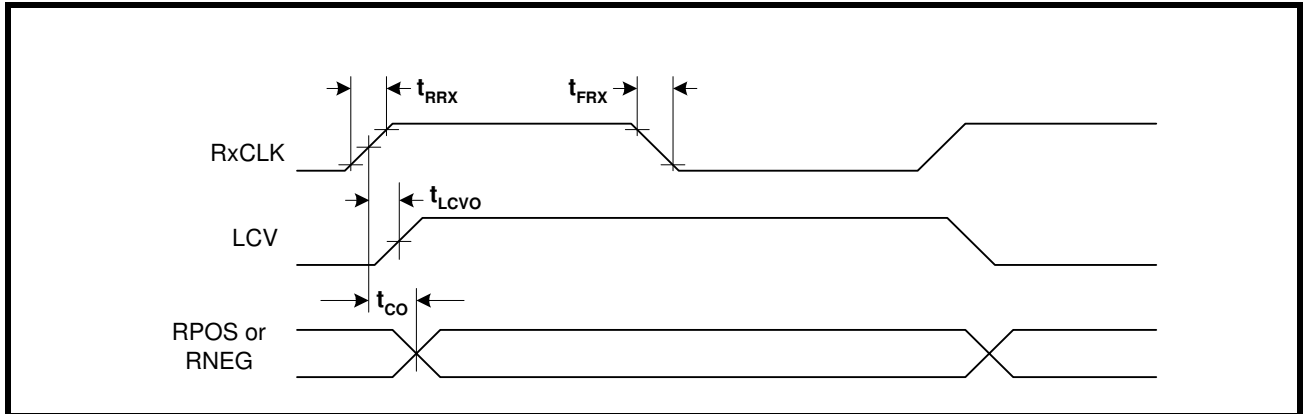 tRRX
tFRX
RxCLK
tLCVO
LCV
tCO
RPOS or
RNEG